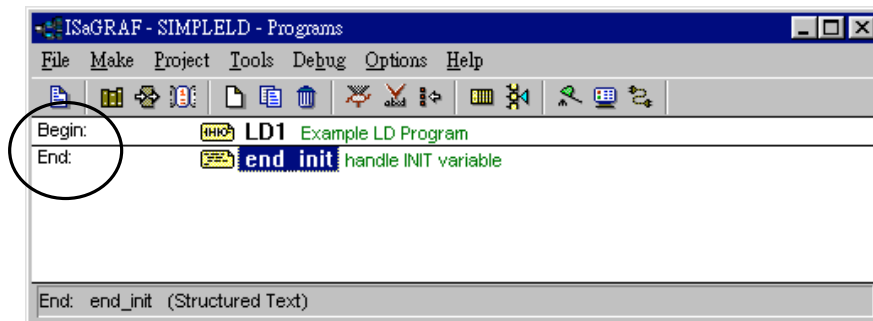 ISaGRAF - SIMPLELD - Programs
File Make Project Tools Debug Options Help
Begin: LD1 Example LD Program
End: end_init handle INIT variable
End: end_init (Structured Text)